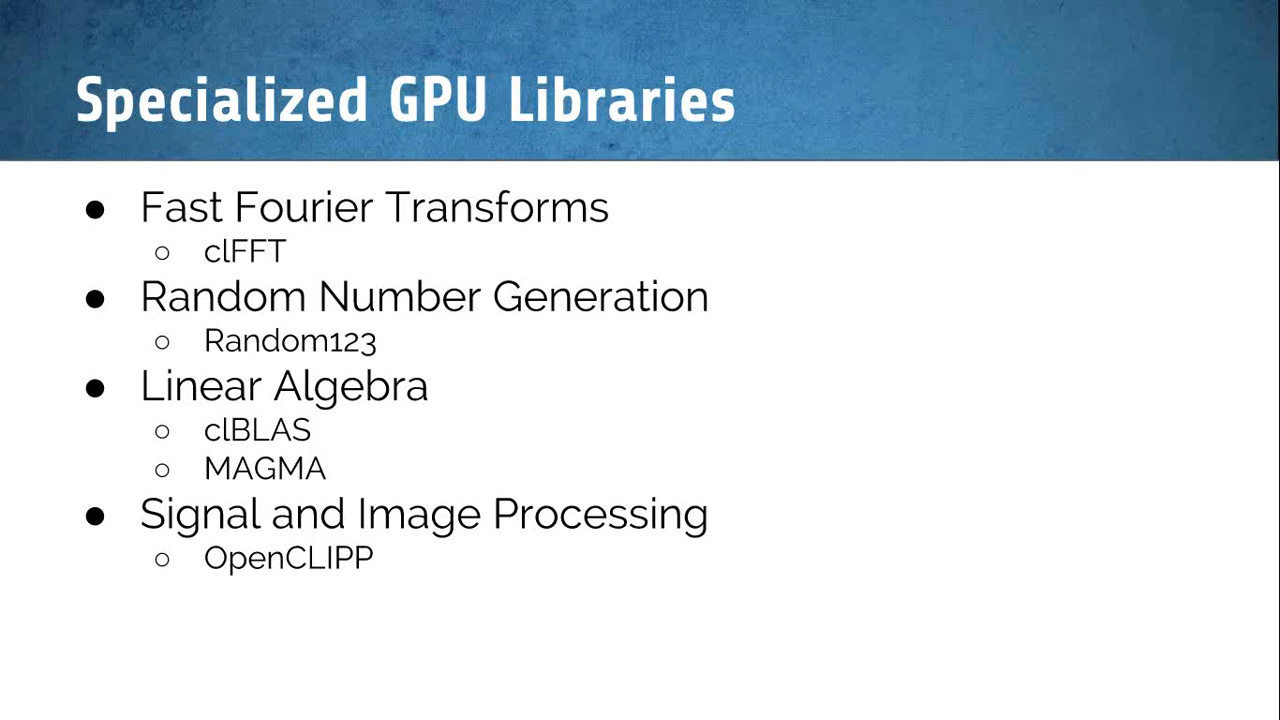 Specialized GPU Libraries
● Fast Fourier Transforms
○ clFFT
● Random Number Generation
○ Random123
● Linear Algebra
○ clBLAS
○ MAGMA
● Signal and Image Processing
○ OpenCLIPP